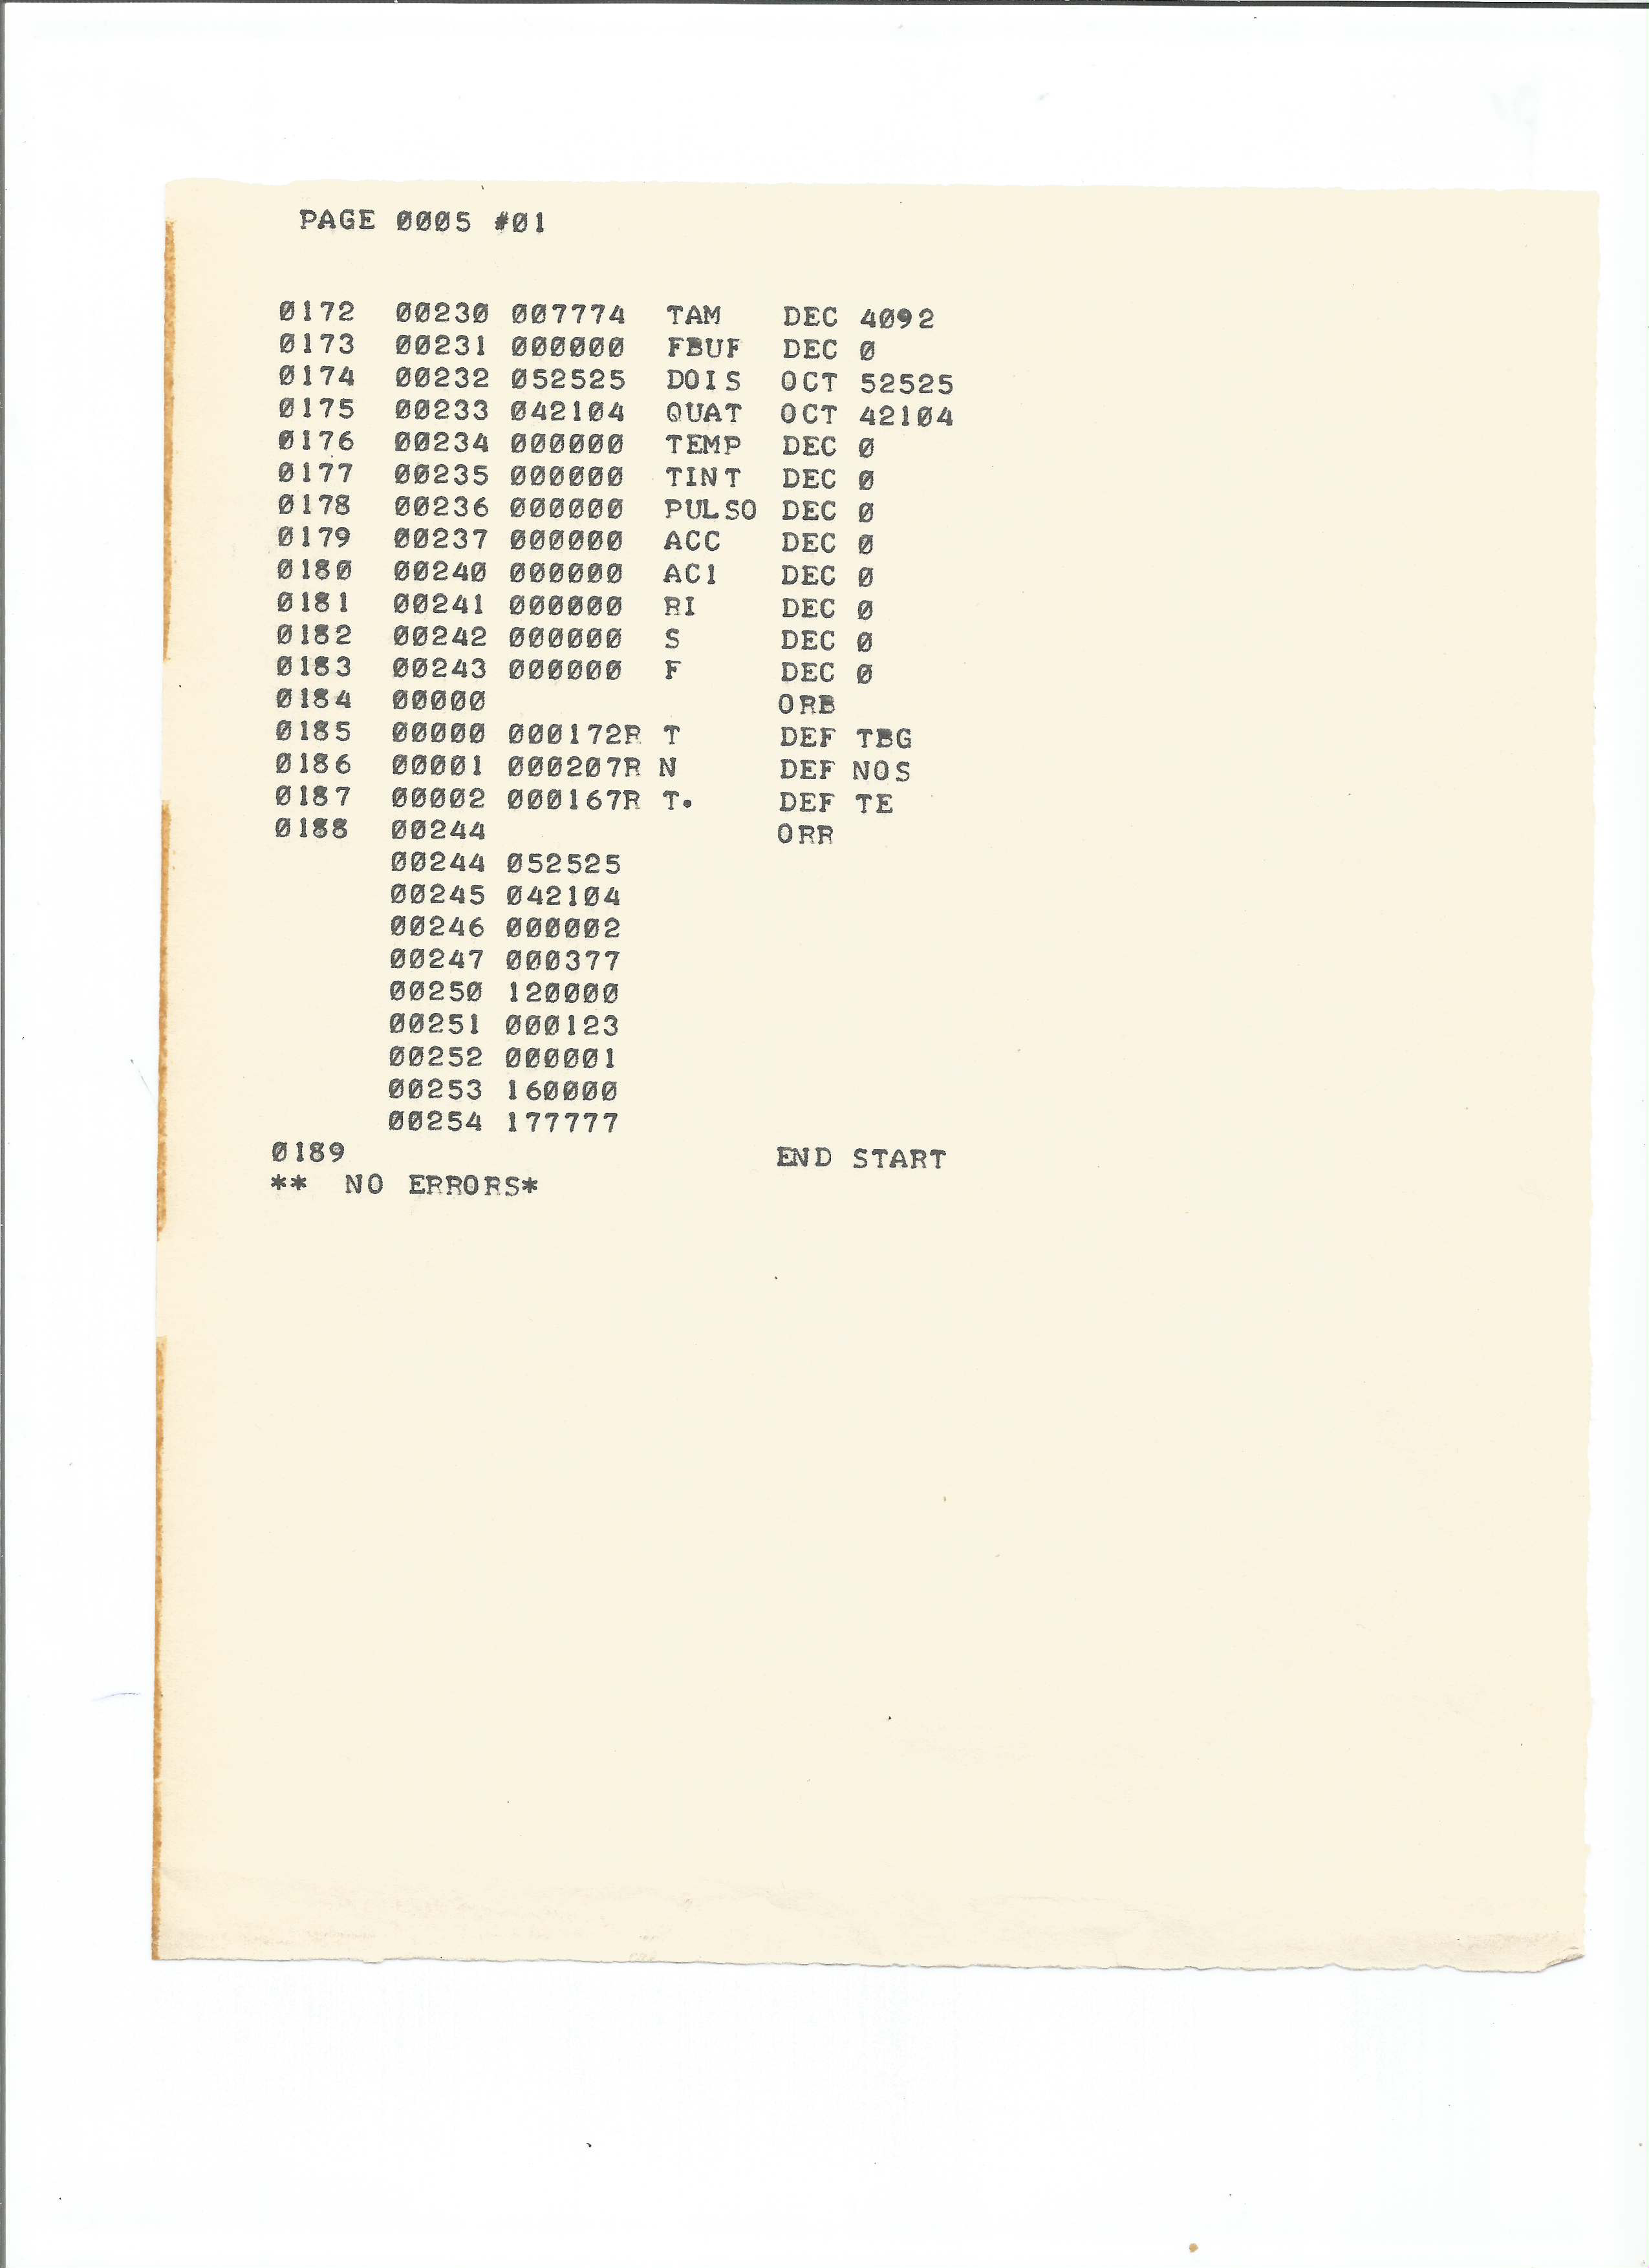 PAGE 0005 #01
0172 00230 007774 TAM DEC 4092
0173 00231 000000 FBUF DEC 0
0174 00232 052525 DOIS OCT 52525
0175 00233 042104 QUAT OCT 42104
0176 00234 000000 TEMP DEC 0
0177 00235 000000 TINT DEC 0
0178 00236 000000 PULSO DEC 0
0179 00237 000000 ACC DEC 0
0180 00240 000000 AC1 DEC 0
0181 00241 000000 RI DEC 0
0182 00242 000000 S DEC 0
0183 00243 000000 F DEC 0
0184 00000 ORB
0185 00000 000172R T DEF TBG
0186 00001 000207R N DEF NOS
0187 00002 000167R T. DEF TE
0188 00244 ORR
00244 052525
00245 042104
00246 000002
00247 000377
00250 120000
00251 000123
00252 000001
00253 160000
00254 177777
0189 END START
** NO ERRORS*